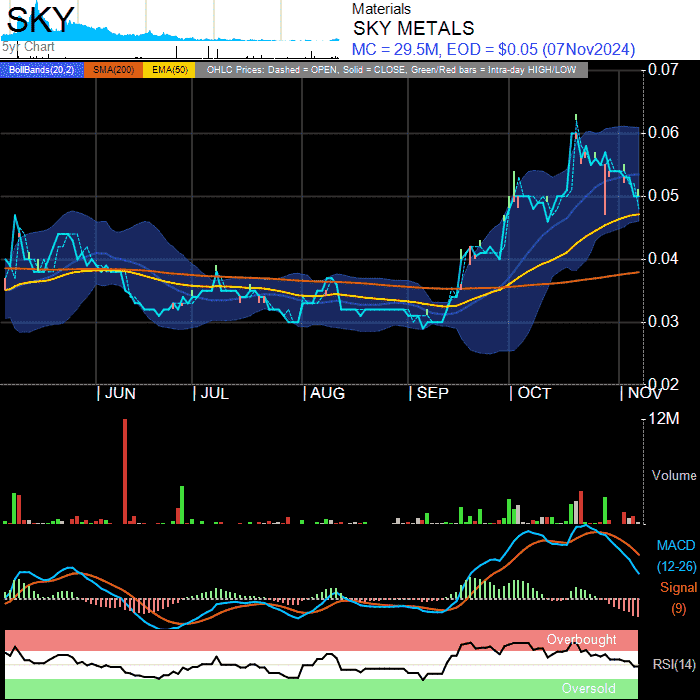 SKY
5yr Chart
Materials
SKY METALS
MC = 29.5M, EOD = $0.05 (07Nov2024)
BollBands(20,2) SMA(200) EMA(50) OHLC Prices: Dashed = OPEN, Solid = CLOSE, Green/Red bars = Intra-day HIGH/LOW
0.07
0.06
0.05
0.04
0.03
0.02
JUN JUL AUG SEP OCT NOV
12M
Volume
MACD
(12-26)
Signal
(9)
Overbought
RSI(14)
Oversold